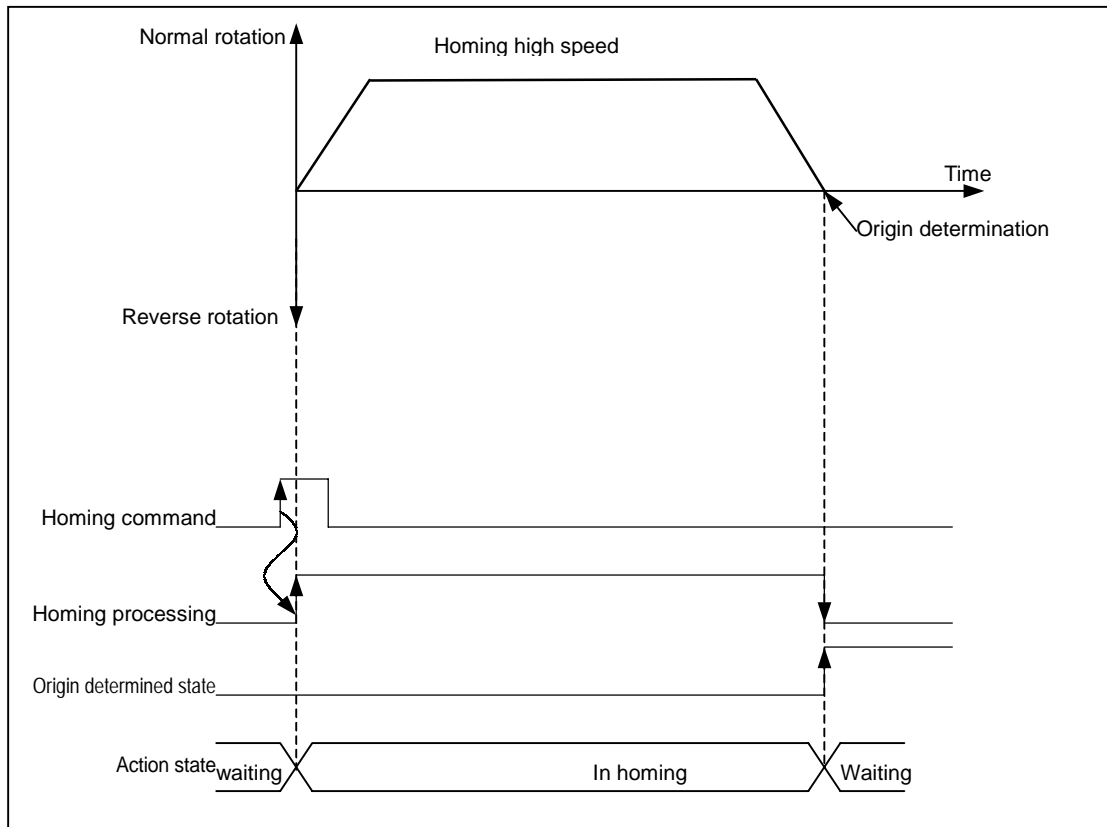 Normal rotation
Homing high speed
Time
Origin determination
Reverse rotation
Homing command
Homing processing
Origin determined state
Action state
waiting
In homing
Waiting